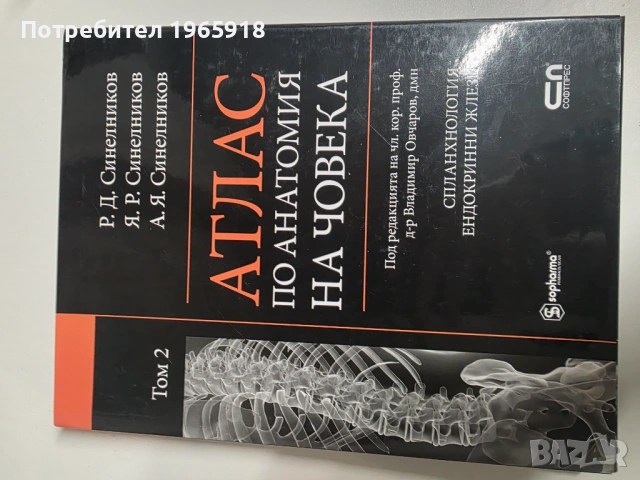 Потребител 1965918
Р. Д. Синелников
Я. Р. Синелников
А. Я. Синелников
АТЛАС
ПО АНАТОМИЯ
НА ЧОВЕКА
Под редакцията на чл. кор. проф.
д-р Владимир Овчаров, дмн
СПЛАНХНОЛОГИЯ
ЕНДОКРИННИ ЖЛЕЗИ
СОФТПРЕС
sopharma
Том 2
BAZAR